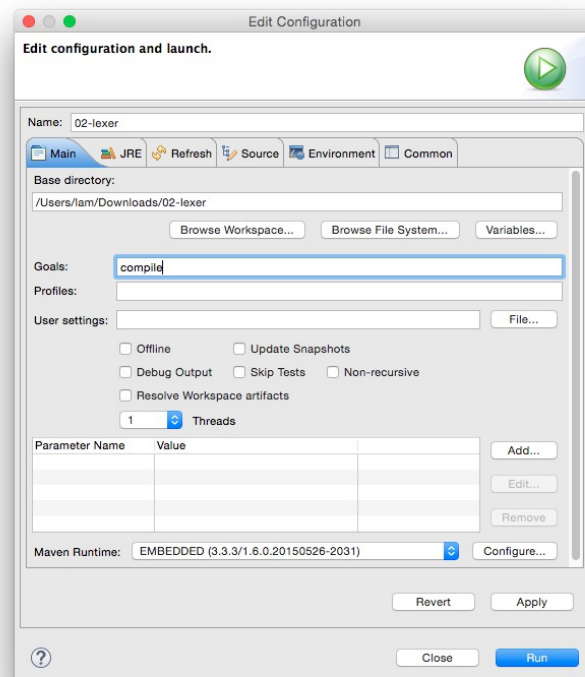 Edit Configuration
Edit configuration and launch.
Name: 02-lexer
Main JRE Refresh Source Environment Common
Base directory:
/Users/lam/Downloads/02-lexer
Browse Workspace... Browse File System... Variables...
Goals: compile
Profiles:
User settings: File...
Offline Update Snapshots
Debug Output Skip Tests Non-recursive
Resolve Workspace artifacts
1 Threads
Parameter Name Value Add...
Edit...
Remove
Maven Runtime: EMBEDDED (3.3.3/1.6.0.20150526-2031) Configure...
Revert Apply
? Close Run